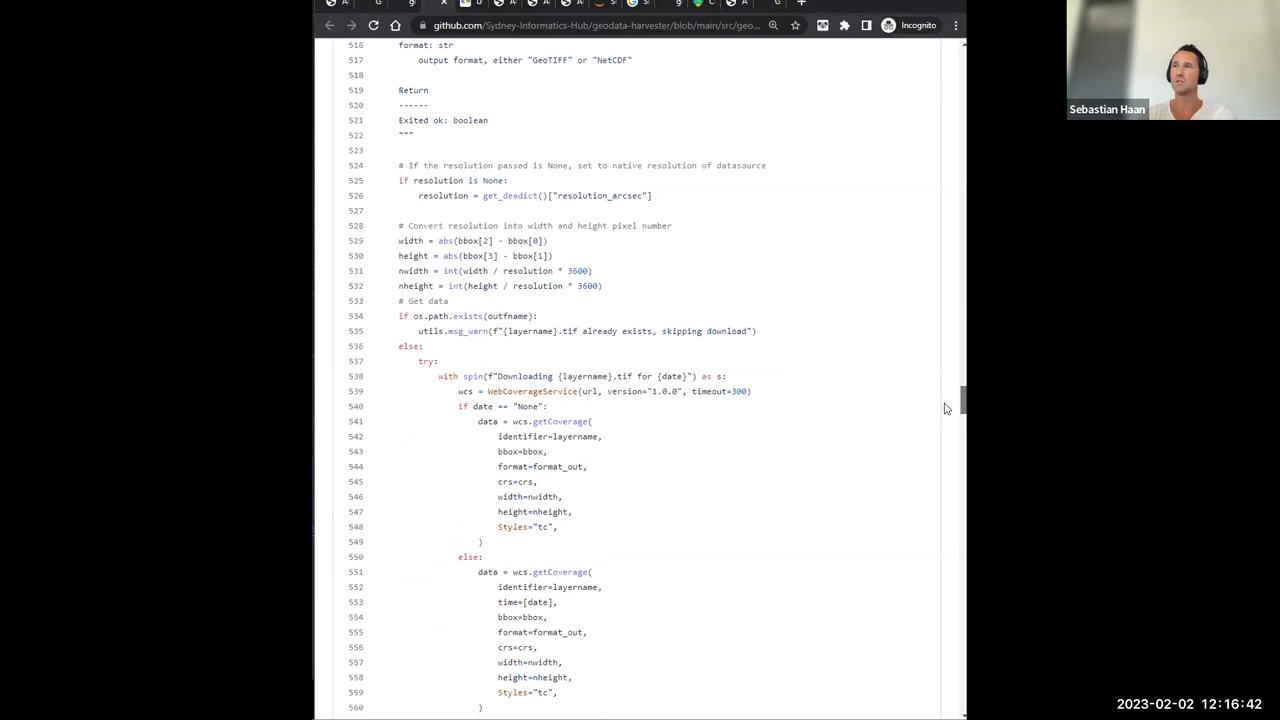 github.com/Sydney-Informatics-Hub/geodata-harvester/blob/main/src/geo...
Incognito
Sebastian Haan
516 format: str
517 output format, either "GeoTIFF" or "NetCDF"
518
519 Return
520 ------
521 Exited ok: boolean
522 """
523
524 # If the resolution passed is None, set to native resolution of datasource
525 if resolution is None:
526 resolution = get_deadict()["resolution_arcsec"]
527
528 # Convert resolution into width and height pixel number
529 width = abs(bbox[2] - bbox[0])
530 height = abs(bbox[3] - bbox[1])
531 nwidth = int(width / resolution * 3600)
532 nheight = int(height / resolution * 3600)
533 # Get data
534 if os.path.exists(outfname):
535 utils.msg_warn(f"{layername}.tif already exists, skipping download")
536 else:
537 try:
538 with spin(f"Downloading {layername}.tif for {date}") as s:
539 wcs = WebCoverageService(url, version="1.0.0", timeout=300)
540 if date == "None":
541 data = wcs.getCoverage(
542 identifier=layername,
543 bbox=bbox,
544 format=format_out,
545 crs=crs,
546 width=nwidth,
547 height=nheight,
548 Styles="tc",
549 )
550 else:
551 data = wcs.getCoverage(
552 identifier=layername,
553 time=[date],
554 bbox=bbox,
555 format=format_out,
556 crs=crs,
557 width=nwidth,
558 height=nheight,
559 Styles="tc",
560 )
2023-02-02 12:16:42